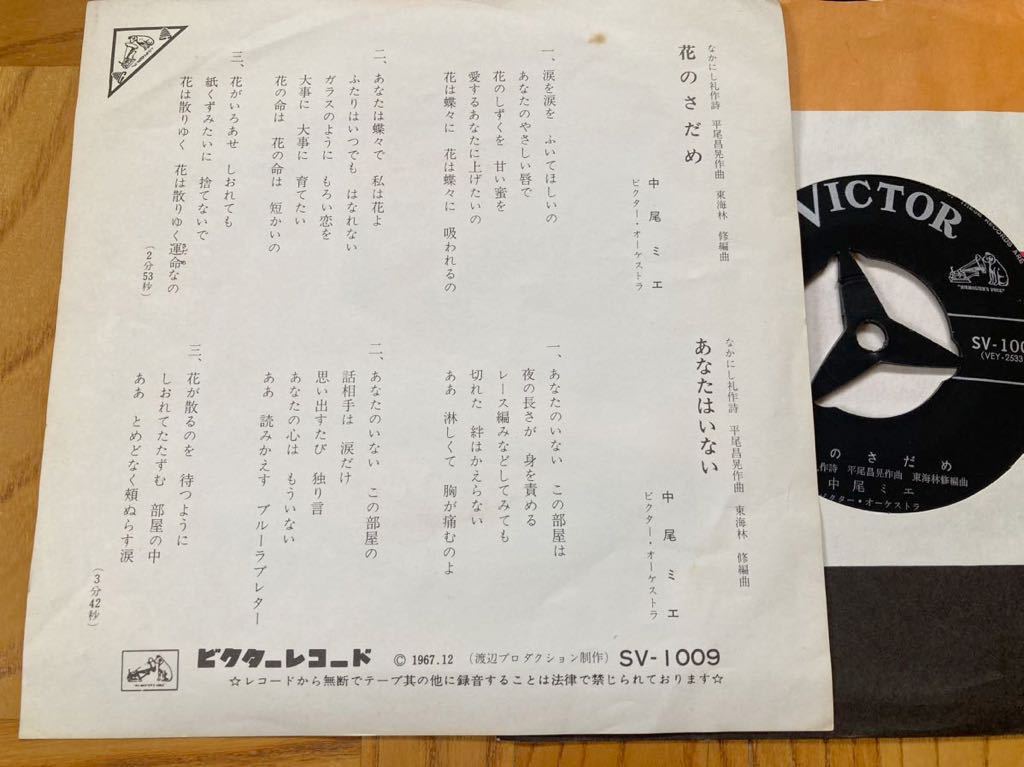 花のさだめ
なかにし礼作詩 平尾昌晃作曲 東海林 修編曲
中尾ミエ
ビクター・オーケストラ
一、涙を涙を ふいてほしいの
あなたのやさしい唇で
花のしずくを 甘い蜜を
愛するあなたに上げたいの
花は蝶々に 花は蝶々に 吸われるの
二、あなたは蝶々で 私は花よ
ふたりはいつでも はなれない
ガラスのように もろい恋を
大事に 大事に 育てたい
花の命は 花の命は 短かいの
三、花がいろあせ しおれても
紙くずみたいに 捨てないで
花は散りゆく 花は散りゆく運命なの
(2分53秒)
あなたはいない
なかにし礼作詩 平尾昌晃作曲 東海林 修編曲
中尾ミエ
ビクター・オーケストラ
一、あなたのいない この部屋は
夜の長さが 身を責める
レース編みなどしてみても
切れた 絆はかえらない
ああ 淋しくて 胸が痛むのよ
二、あなたのいない この部屋の
話相手は 涙だけ
思い出すたび 独り言
あなたの心は もういない
ああ 読みかえす ブルーラブレター
三、花が散るのを 待つように
しおれてたたずむ 部屋の中
ああ とめどなく頬ぬらす涙
(3分42秒)
ビクターレコード © 1967.12 (渡辺プロダクション制作) SV-1009
☆レコードから無断でテープ其の他に録音することは法律で禁じられております☆
VICTOR
"HIS MASTER'S VOICE"
SV-100
(VEY-2533
のさだめ
作詩 平尾昌晃作曲 東海林修編曲
中尾ミエ
ビクター・オーケストラ